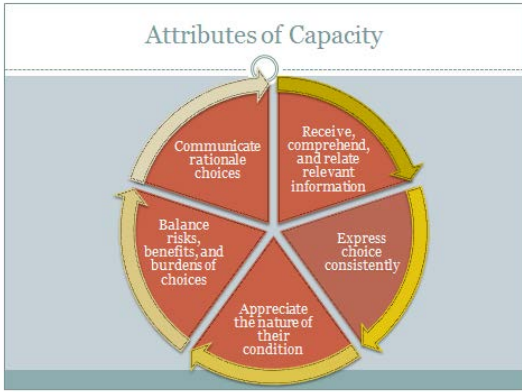 Attributes of Capacity
Receive,
comprehend,
and relate
relevant
information
Express
choice
consistently
Appreciate
the nature of
their
condition
Balance
risks,
benefits, and
burdens of
choices
Communicate
rationale
choices